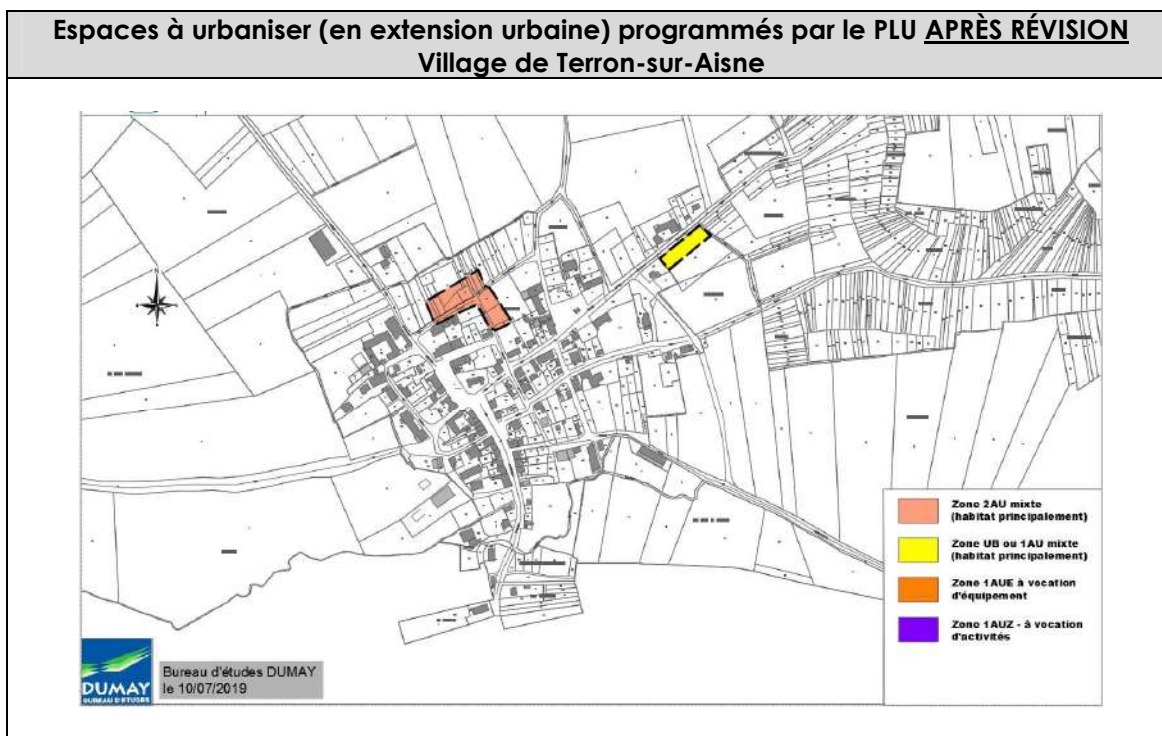 Espaces à urbaniser (en extension urbaine) programmés par le PLU APRÈS RÉVISION
Village de Terron-sur-Aisne
Zone 2AU mixte
(habitat principalement)
Zone UB ou 1AU mixte
(habitat principalement)
Zone 1AUE à vocation
d'équipement
Zone 1AUZ - à vocation
d'activités
DUMAY
BUREAU D'ÉTUDES
Bureau d'études DUMAY
le 10/07/2019